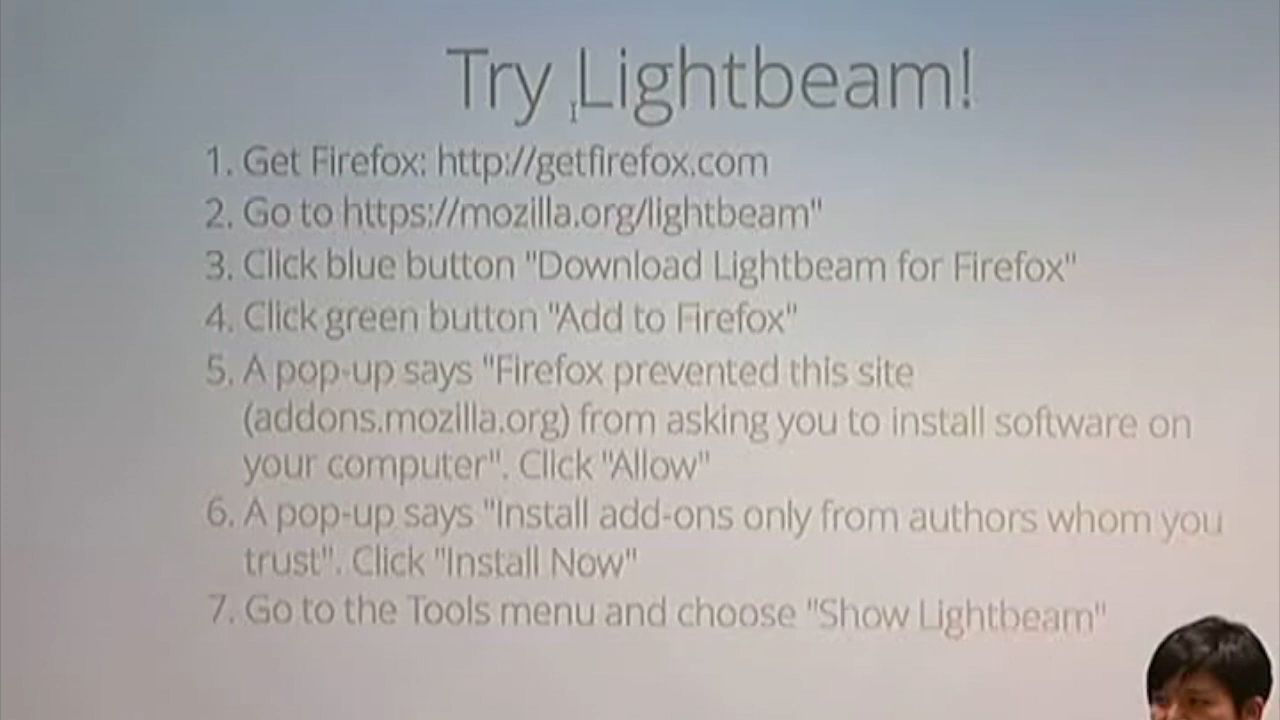 Try Lightbeam!
1. Get Firefox: http://getfirefox.com
2. Go to https://mozilla.org/lightbeam"
3. Click blue button "Download Lightbeam for Firefox"
4. Click green button "Add to Firefox"
5. A pop-up says "Firefox prevented this site
(addons.mozilla.org) from asking you to install software on
your computer". Click "Allow"
6. A pop-up says "Install add-ons only from authors whom you
trust". Click "Install Now"
7. Go to the Tools menu and choose "Show Lightbeam"